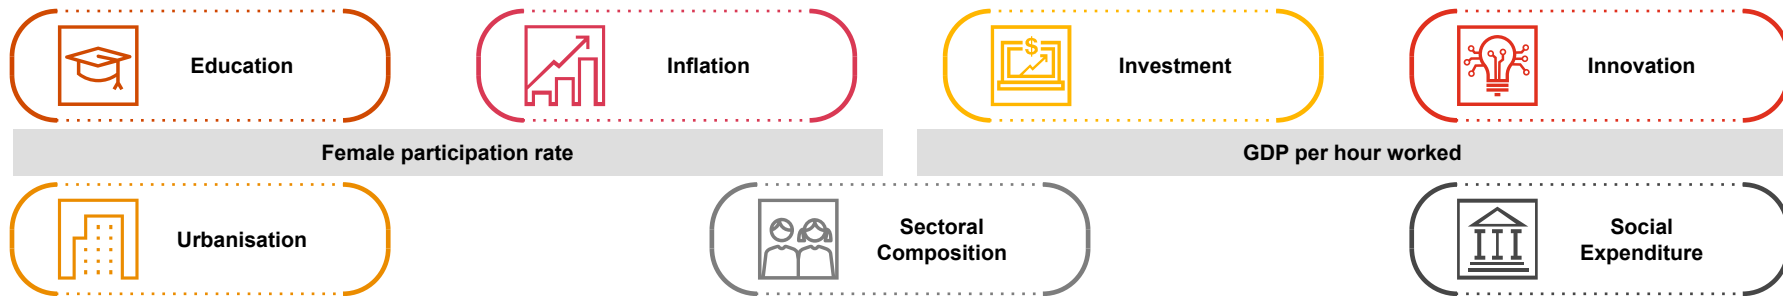 Education
Inflation
Investment
Innovation
Female participation rate
GDP per hour worked
Urbanisation
Sectoral
Composition
Social
Expenditure